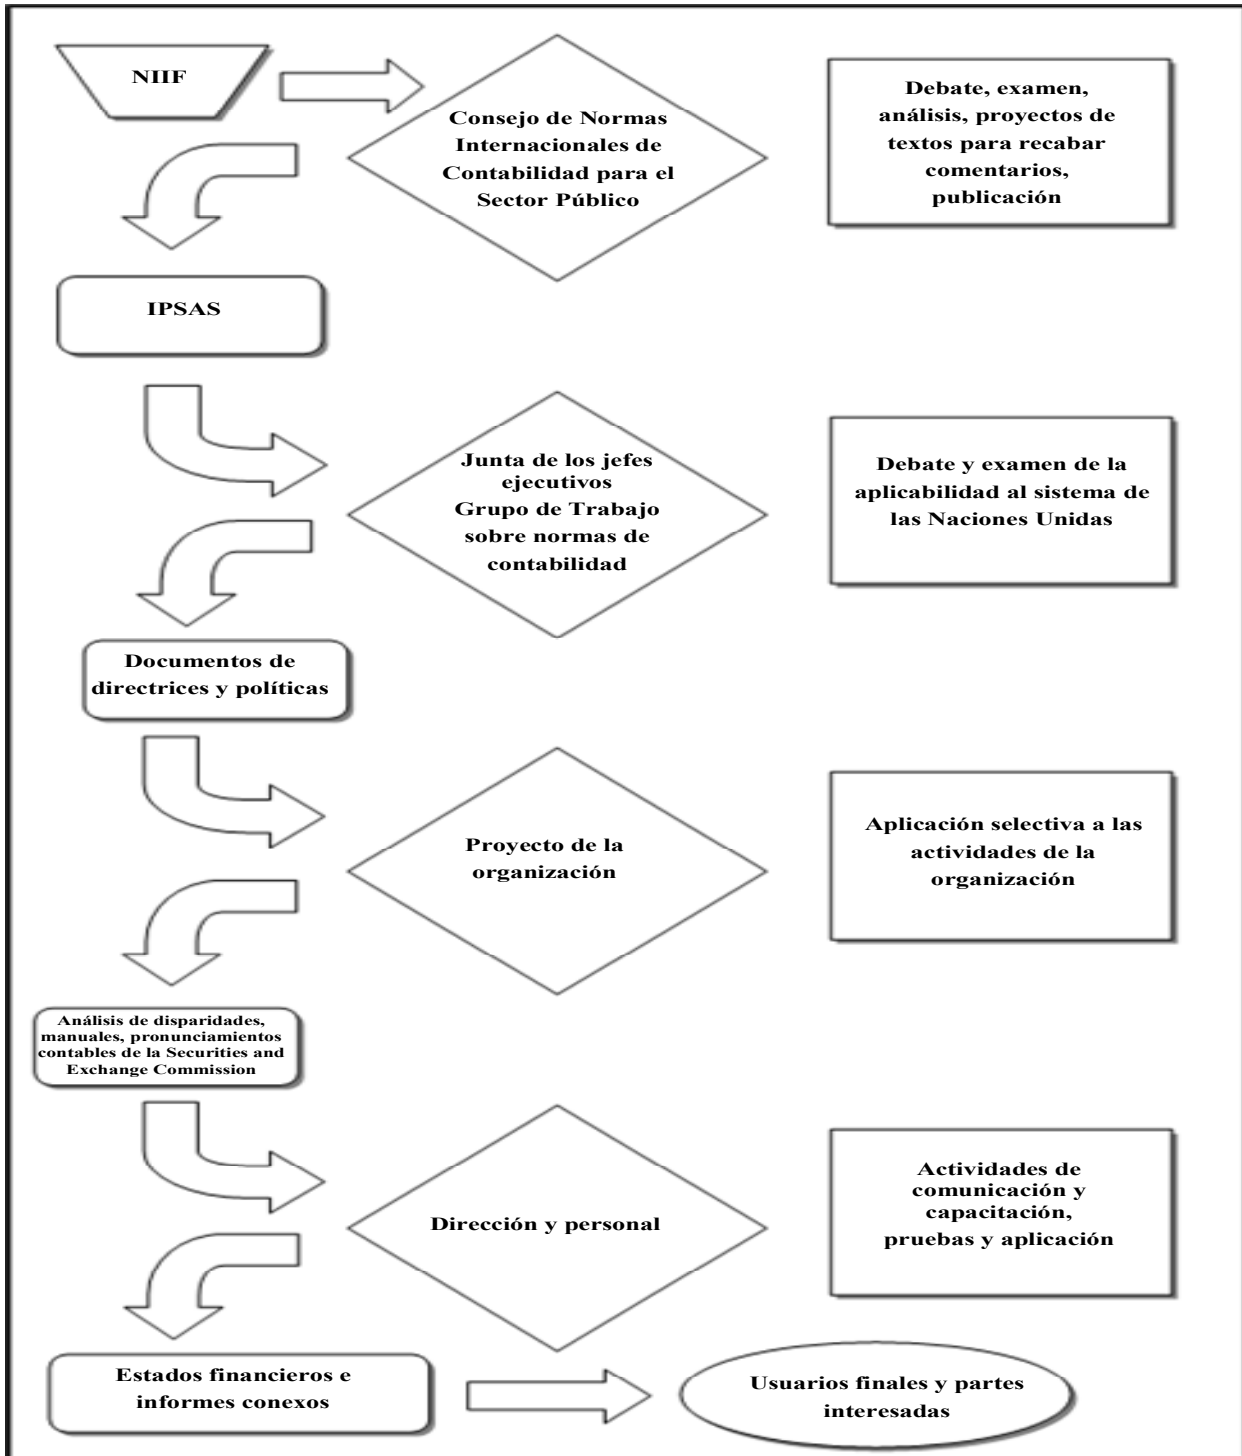 NIIF
Consejo de Normas
Internacionales de
Contabilidad para el
Sector Público
Debate, examen,
análisis, proyectos de
textos para recabar
comentarios,
publicación
IPSAS
Junta de los jefes
ejecutivos
Grupo de Trabajo
sobre normas de
contabilidad
Debate y examen de la
aplicabilidad al sistema de
las Naciones Unidas
Documentos de
directrices y políticas
Proyecto de la
organización
Aplicación selectiva a las
actividades de la
organización
Análisis de disparidades,
manuales, pronunciamientos
contables de la Securities and
Exchange Commission
Dirección y personal
Actividades de
comunicación y
capacitación,
pruebas y aplicación
Estados financieros e
informes conexos
Usuarios finales y partes
interesadas